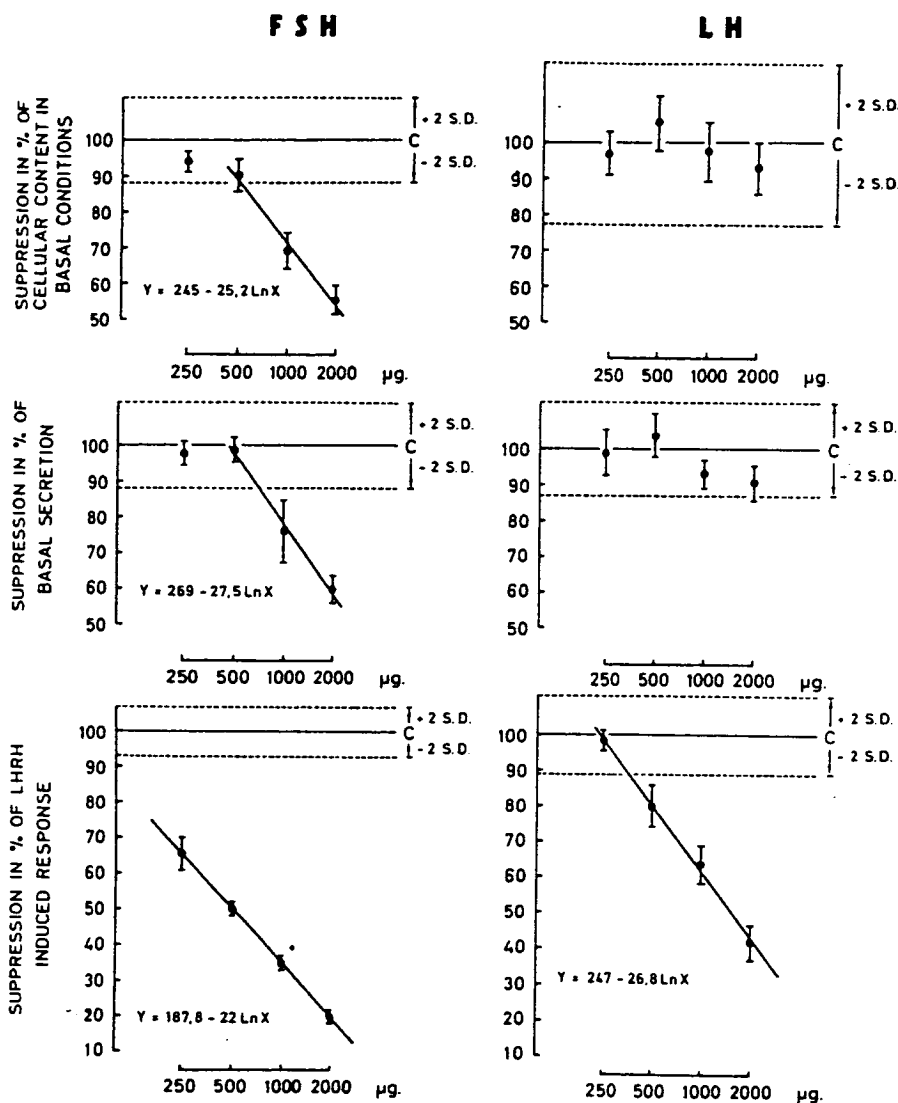 FSH
LH
SUPPRESSION IN % OF
CELLULAR CONTENT IN
BASAL CONDITIONS
100
90
80
70
60
50
+ 2 S.D.
C
- 2 S.D.
Y = 245 - 25,2 LnX
250 500 1000 2000 µg.
100
90
80
70
60
50
+ 2 S.D.
C
- 2 S.D.
250 500 1000 2000 µg.
SUPPRESSION IN % OF
BASAL SECRETION
100
90
80
70
60
50
+ 2 S.D.
C
- 2 S.D.
Y = 269 - 27,5 LnX
250 500 1000 2000 µg.
100
90
80
70
60
50
+ 2 S.D.
C
- 2 S.D.
250 500 1000 2000 µg.
SUPPRESSION IN % OF LHRH
INDUCED RESPONSE
100
90
80
70
60
50
40
30
20
10
+ 2 S.D.
C
- 2 S.D.
Y = 187,8 - 22 LnX
250 500 1000 2000 µg.
100
90
80
70
60
50
40
30
20
10
+ 2 S.D.
C
- 2 S.D.
Y = 247 - 26,8 LnX
250 500 1000 2000 µg.